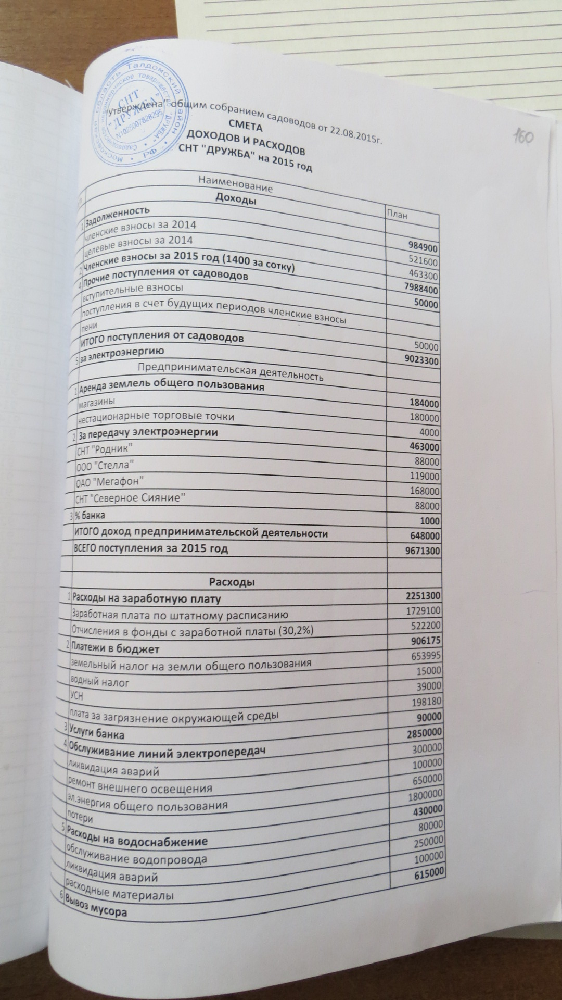 160
Московская область Талдомский район РФ
Садоводческое некоммерческое товарищество "Дружба"
СНТ
"ДРУЖБА"
N1025007828295
"Утверждена" общим собранием садоводов от 22.08.2015г.
СМЕТА
ДОХОДОВ И РАСХОДОВ
СНТ "ДРУЖБА" на 2015 год
Наименование План
Доходы
1 Задолженность 984900
членские взносы за 2014 521600
целевые взносы за 2014 463300
2 Членские взносы за 2015 год (1400 за сотку) 7988400
4 Прочие поступления от садоводов 50000
вступительные взносы
поступления в счет будущих периодов членские взносы
пени 50000
ИТОГО поступления от садоводов 9023300
5 за электроэнергию
Предпринимательская деятельность
1 Аренда землель общего пользования 184000
магазины 180000
нестационарные торговые точки 4000
2 За передачу электроэнергии 463000
СНТ "Родник" 88000
ООО "Стелла" 119000
ОАО "Мегафон" 168000
СНТ "Северное Сияние" 88000
3 % банка 1000
ИТОГО доход предпринимательской деятельности 648000
ВСЕГО поступления за 2015 год 9671300
Расходы
1 Расходы на заработную плату 2251300
Заработная плата по штатному расписанию 1729100
Отчисления в фонды с заработной платы (30,2%) 522200
2 Платежи в бюджет 906175
земельный налог на земли общего пользования 653995
водный налог 15000
УСН 39000
плата за загрязнение окружающей среды 198180
3 Услуги банка 90000
4 Обслуживание линий электропередач 2850000
ликвидация аварий 300000
ремонт внешнего освещения 100000
эл.энергия общего пользования 650000
потери 1800000
5 Расходы на водоснабжение 430000
обслуживание водопровода 80000
ликвидация аварий 250000
расходные материалы 100000
6 Вывоз мусора 615000